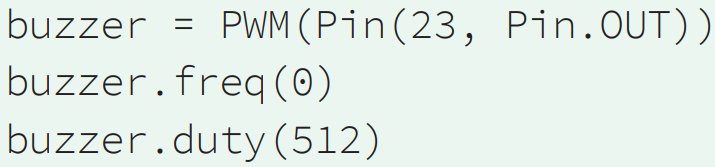 buzzer = PWM(Pin(23, Pin.OUT))
buzzer.freq(0)
buzzer.duty(512)